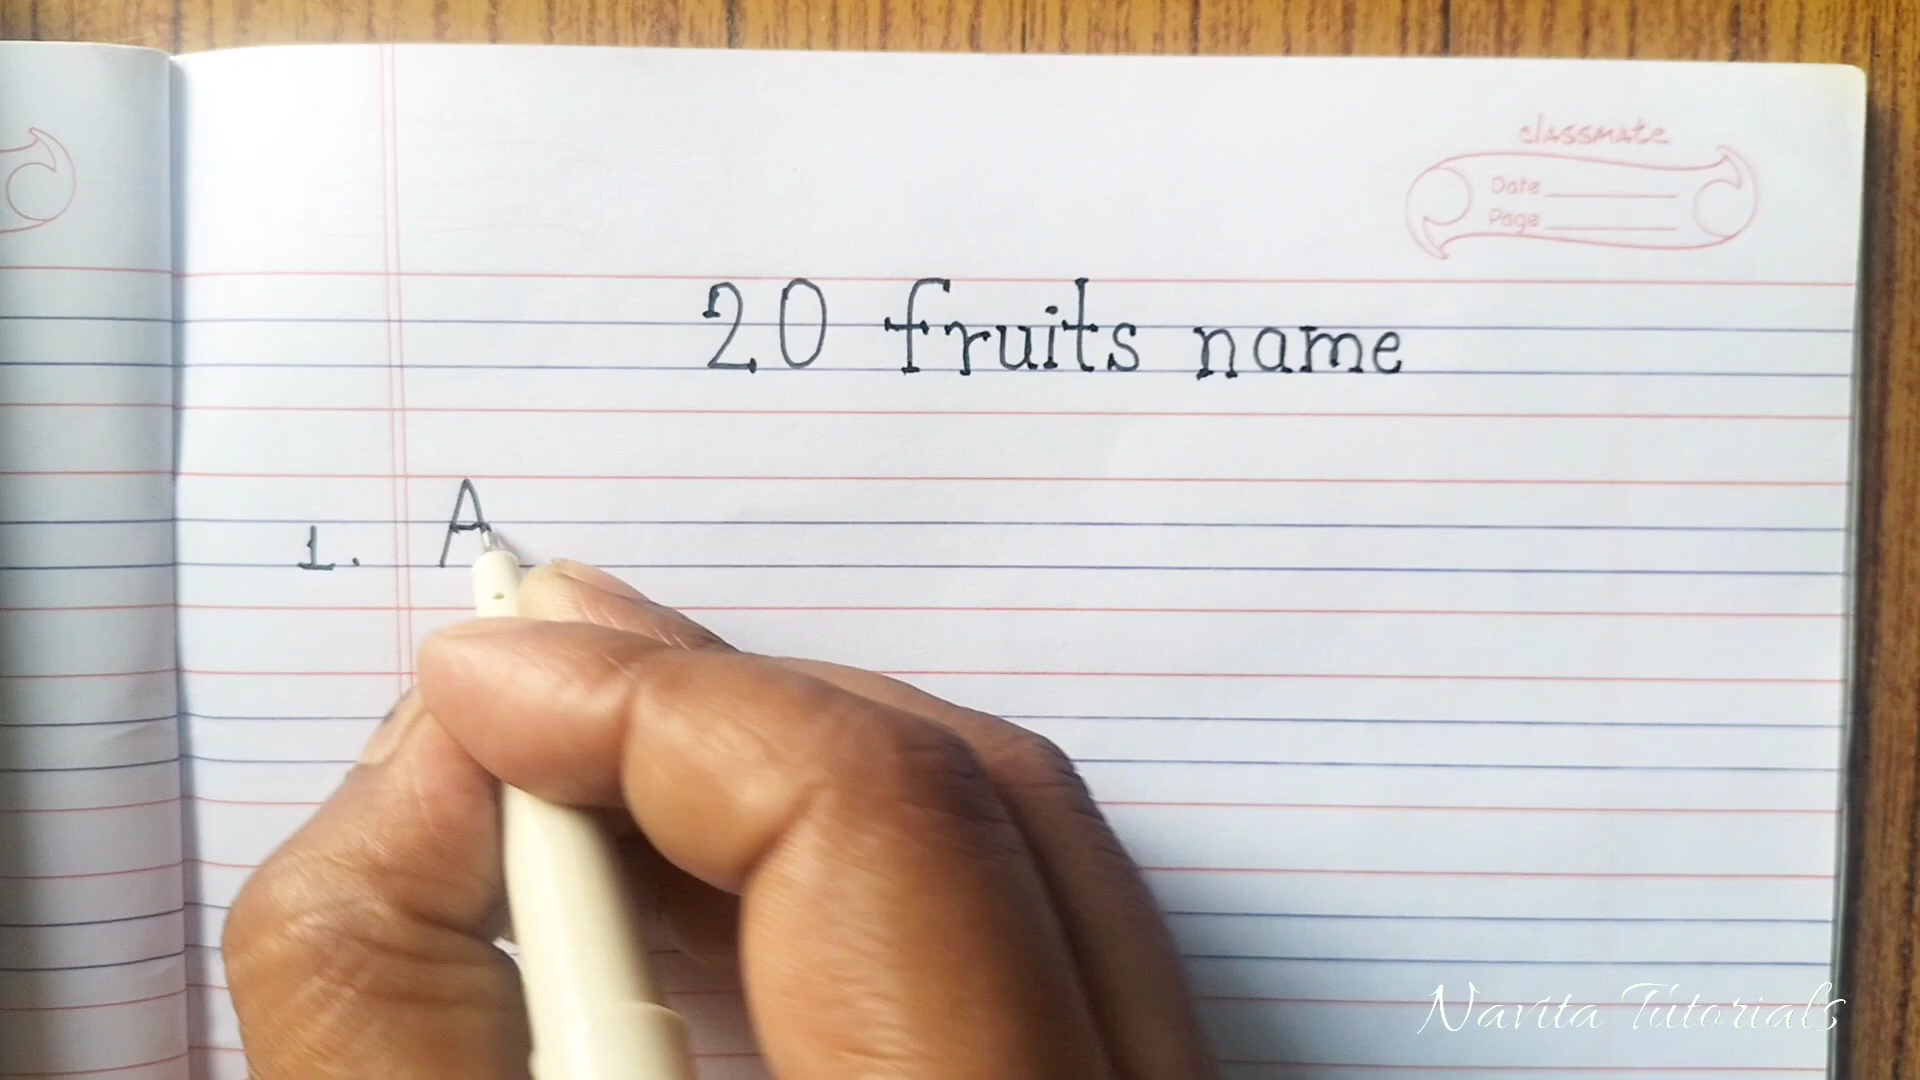 classmate
Date
Page
20 fruits name
1. A
Navita Tutorials